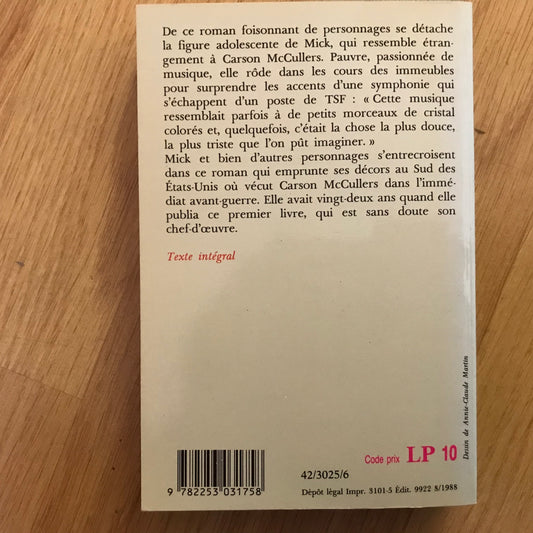 De ce roman foisonnant de personnages se détache
la figure adolescente de Mick, qui ressemble étran-
gement à Carson McCullers. Pauvre, passionnée de
musique, elle rôde dans les cours des immeubles
pour surprendre les accents d'une symphonie qui
s'échappent d'un poste de TSF : « Cette musique
ressemblait parfois à de petits morceaux de cristal
colorés et, quelquefois, c'était la chose la plus douce,
la plus triste que l'on pût imaginer. »
Mick et bien d'autres personnages s'entrecroisent
dans ce roman qui emprunte ses décors au Sud des
États-Unis où vécut Carson McCullers dans l'immé-
diat avant-guerre. Elle avait vingt-deux ans quand elle
publia ce premier livre, qui est sans doute son
chef-d'œuvre.
Texte intégral
Dessin de Annie-Claude Martin
Code prix LP 10
42/3025/6
9 782253 031758
Dépôt légal Impr. 3101-5 Édit. 9922 8/1988